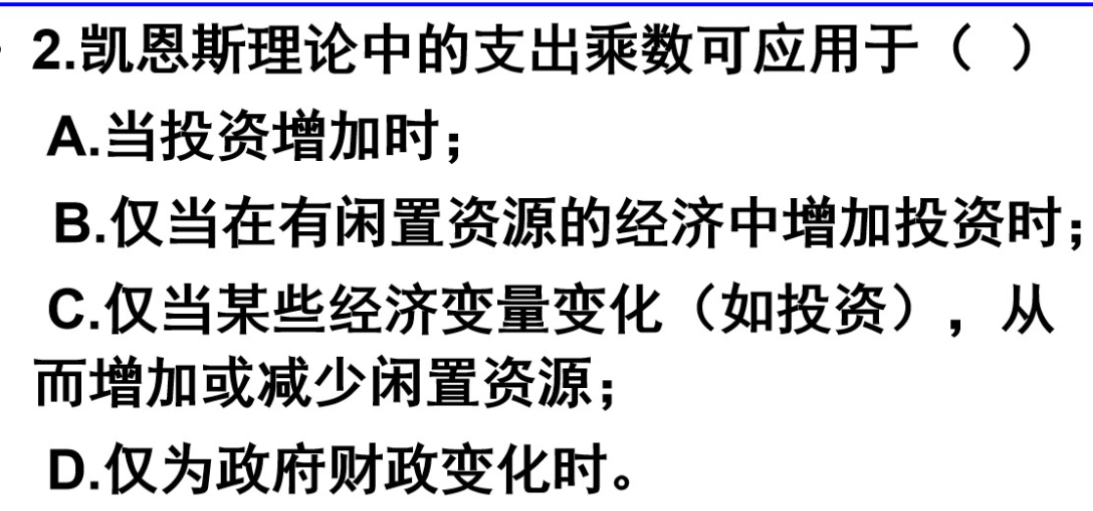 2.凯恩斯理论中的支出乘数可应用于（ ）
A.当投资增加时；
B.仅当在有闲置资源的经济中增加投资时；
C.仅当某些经济变量变化（如投资），从
而增加或减少闲置资源；
D.仅为政府财政变化时。